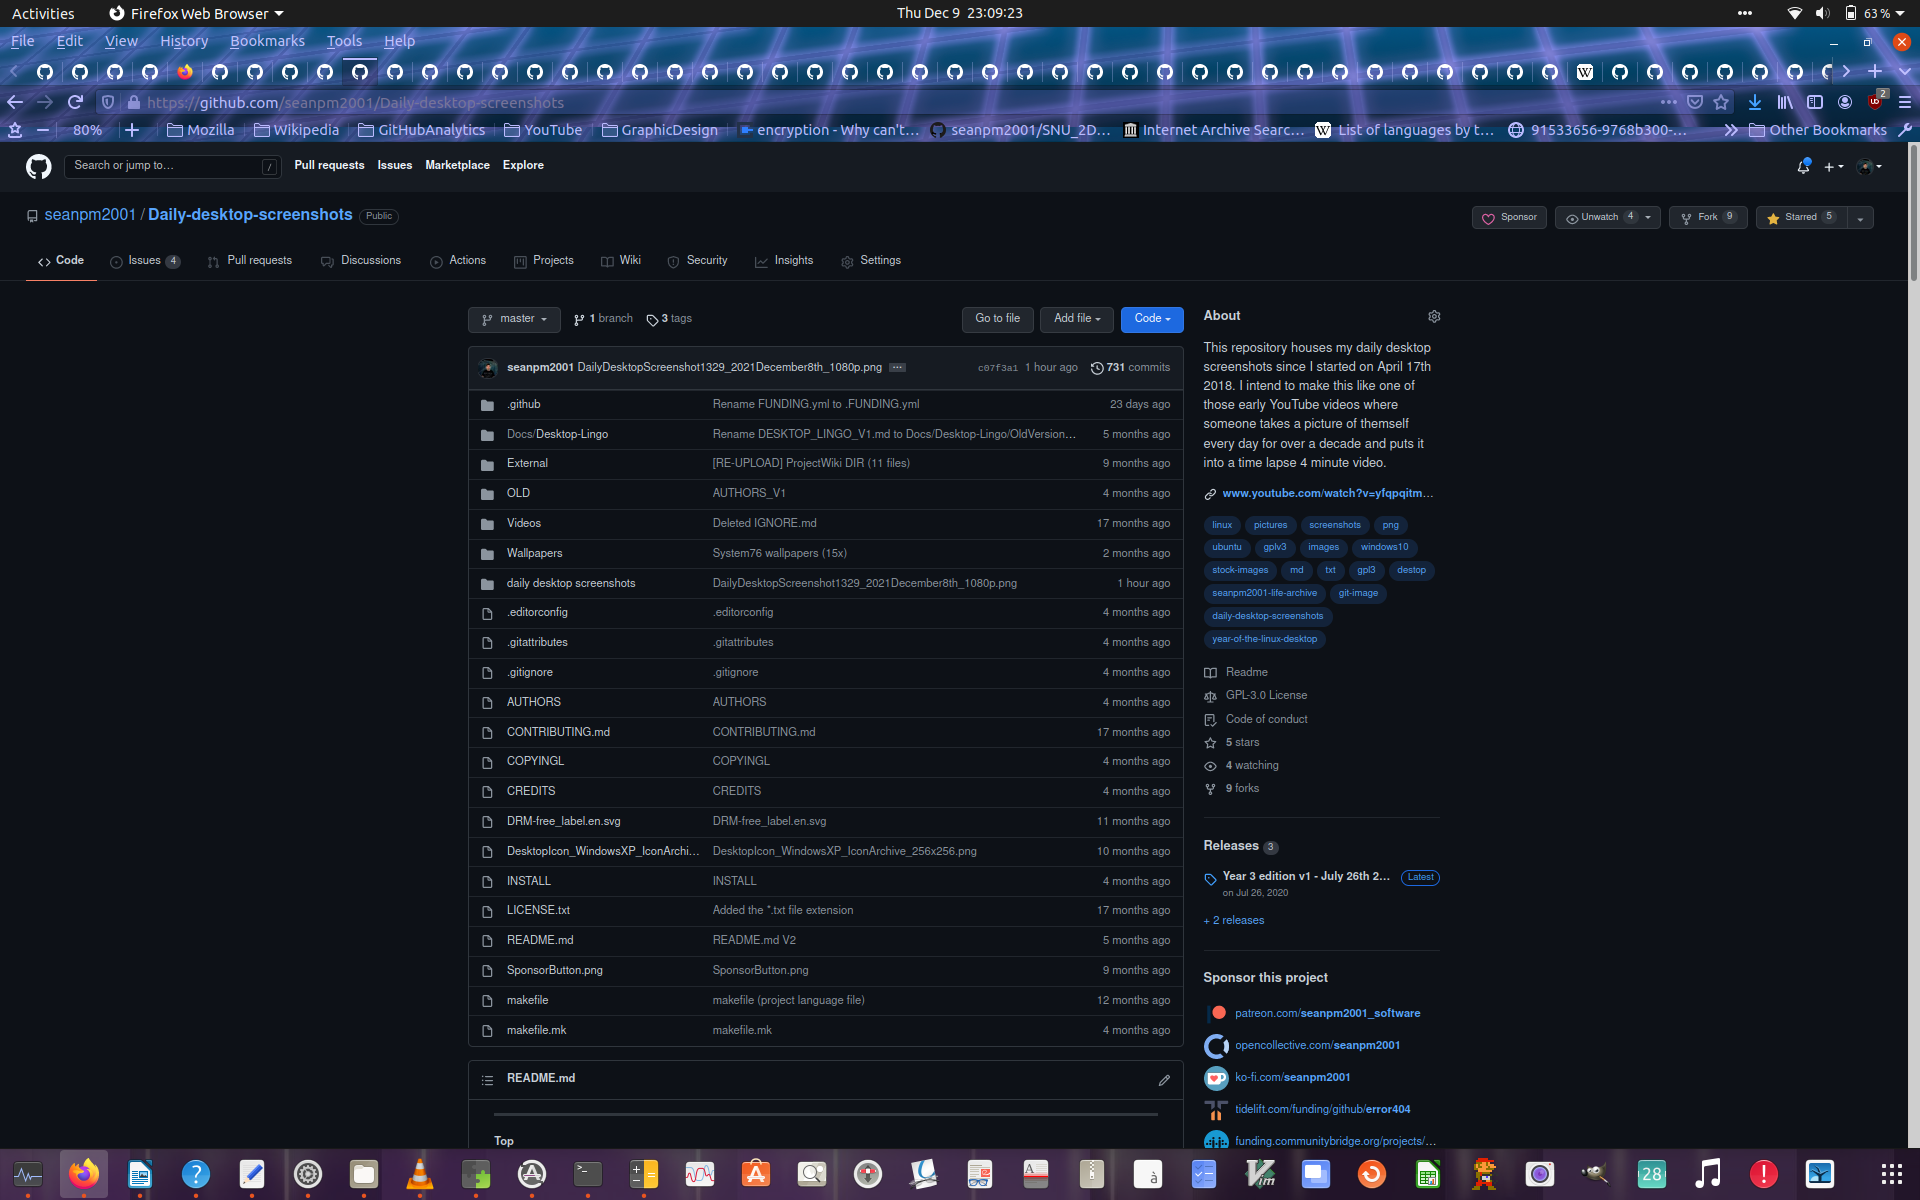 Activities Firefox Web Browser Thu Dec 9 23:09:23 63 %
File Edit View History Bookmarks Tools Help
https://github.com/seanpm2001/Daily-desktop-screenshots 2
80% Mozilla Wikipedia GitHubAnalytics YouTube GraphicDesign encryption - Why can't… seanpm2001/SNU_2D… Internet Archive Searc… List of languages by t… 91533656-9768b300-… Other Bookmarks
Search or jump to… / Pull requests Issues Marketplace Explore
seanpm2001 / Daily-desktop-screenshots Public Sponsor Unwatch 4 Fork 9 Starred 5
Code Issues 4 Pull requests Discussions Actions Projects Wiki Security Insights Settings
master 1 branch 3 tags Go to file Add file Code
seanpm2001 DailyDesktopScreenshot1329_2021December8th_1080p.png ... c07f3a1 1 hour ago 731 commits
.github Rename FUNDING.yml to .FUNDING.yml 23 days ago
Docs/Desktop-Lingo Rename DESKTOP_LINGO_V1.md to Docs/Desktop-Lingo/OldVersion… 5 months ago
External [RE-UPLOAD] ProjectWiki DIR (11 files) 9 months ago
OLD AUTHORS_V1 4 months ago
Videos Deleted IGNORE.md 17 months ago
Wallpapers System76 wallpapers (15x) 2 months ago
daily desktop screenshots DailyDesktopScreenshot1329_2021December8th_1080p.png 1 hour ago
.editorconfig .editorconfig 4 months ago
.gitattributes .gitattributes 4 months ago
.gitignore .gitignore 4 months ago
AUTHORS AUTHORS 4 months ago
CONTRIBUTING.md CONTRIBUTING.md 17 months ago
COPYINGL COPYINGL 4 months ago
CREDITS CREDITS 4 months ago
DRM-free_label.en.svg DRM-free_label.en.svg 11 months ago
DesktopIcon_WindowsXP_IconArchi… DesktopIcon_WindowsXP_IconArchive_256x256.png 10 months ago
INSTALL INSTALL 4 months ago
LICENSE.txt Added the *.txt file extension 17 months ago
README.md README.md V2 5 months ago
SponsorButton.png SponsorButton.png 9 months ago
makefile makefile (project language file) 12 months ago
makefile.mk makefile.mk 4 months ago
README.md
Top
About
This repository houses my daily desktop
screenshots since I started on April 17th
2018. I intend to make this like one of
those early YouTube videos where
someone takes a picture of themself
every day for over a decade and puts it
into a time lapse 4 minute video.
www.youtube.com/watch?v=yfqpqitm…
linux pictures screenshots png
ubuntu gplv3 images windows10
stock-images md txt gpl3 destop
seanpm2001-life-archive git-image
daily-desktop-screenshots
year-of-the-linux-desktop
Readme
GPL-3.0 License
Code of conduct
5 stars
4 watching
9 forks
Releases 3
Year 3 edition v1 - July 26th 2… Latest
on Jul 26, 2020
+ 2 releases
Sponsor this project
patreon.com/seanpm2001_software
opencollective.com/seanpm2001
ko-fi.com/seanpm2001
tidelift.com/funding/github/error404
funding.communitybridge.org/projects/…
28